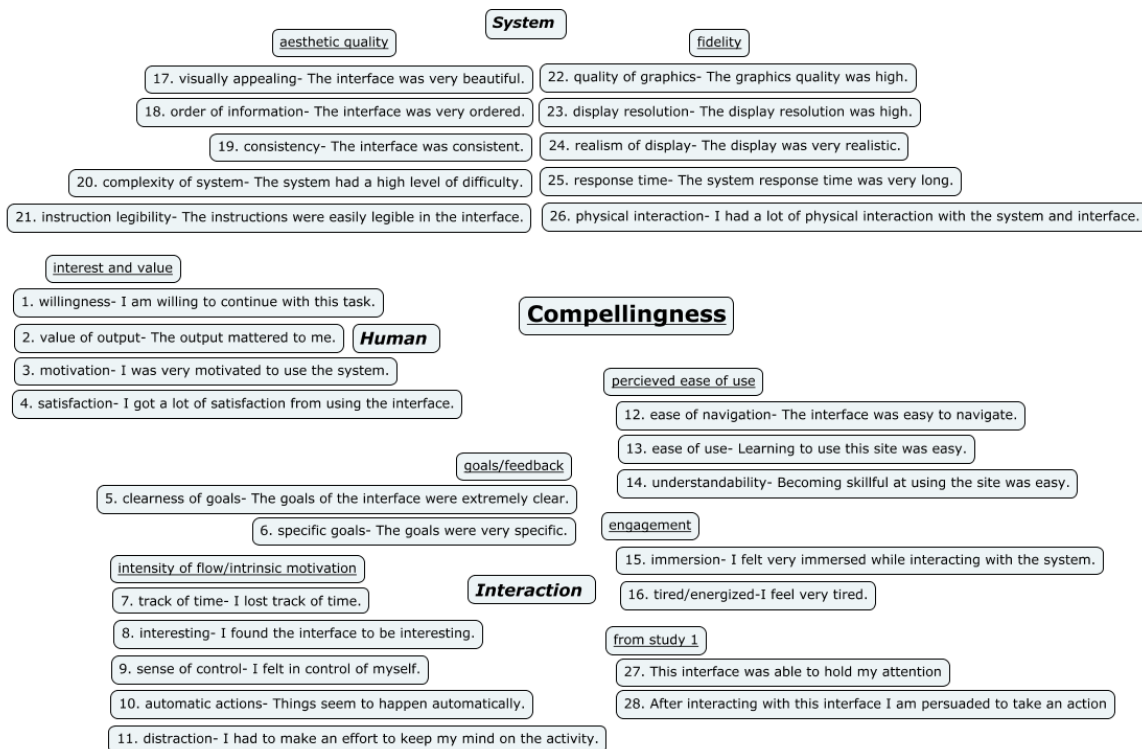 System
aesthetic quality
17. visually appealing- The interface was very beautiful.
18. order of information- The interface was very ordered.
19. consistency- The interface was consistent.
20. complexity of system- The system had a high level of difficulty.
21. instruction legibility- The instructions were easily legible in the interface.
fidelity
22. quality of graphics- The graphics quality was high.
23. display resolution- The display resolution was high.
24. realism of display- The display was very realistic.
25. response time- The system response time was very long.
26. physical interaction- I had a lot of physical interaction with the system and interface.
Compellingness
Human
interest and value
1. willingness- I am willing to continue with this task.
2. value of output- The output mattered to me.
3. motivation- I was very motivated to use the system.
4. satisfaction- I got a lot of satisfaction from using the interface.
Interaction
goals/feedback
5. clearness of goals- The goals of the interface were extremely clear.
6. specific goals- The goals were very specific.
intensity of flow/intrinsic motivation
7. track of time- I lost track of time.
8. interesting- I found the interface to be interesting.
9. sense of control- I felt in control of myself.
10. automatic actions- Things seem to happen automatically.
11. distraction- I had to make an effort to keep my mind on the activity.
percieved ease of use
12. ease of navigation- The interface was easy to navigate.
13. ease of use- Learning to use this site was easy.
14. understandability- Becoming skillful at using the site was easy.
engagement
15. immersion- I felt very immersed while interacting with the system.
16. tired/energized-I feel very tired.
from study 1
27. This interface was able to hold my attention
28. After interacting with this interface I am persuaded to take an action